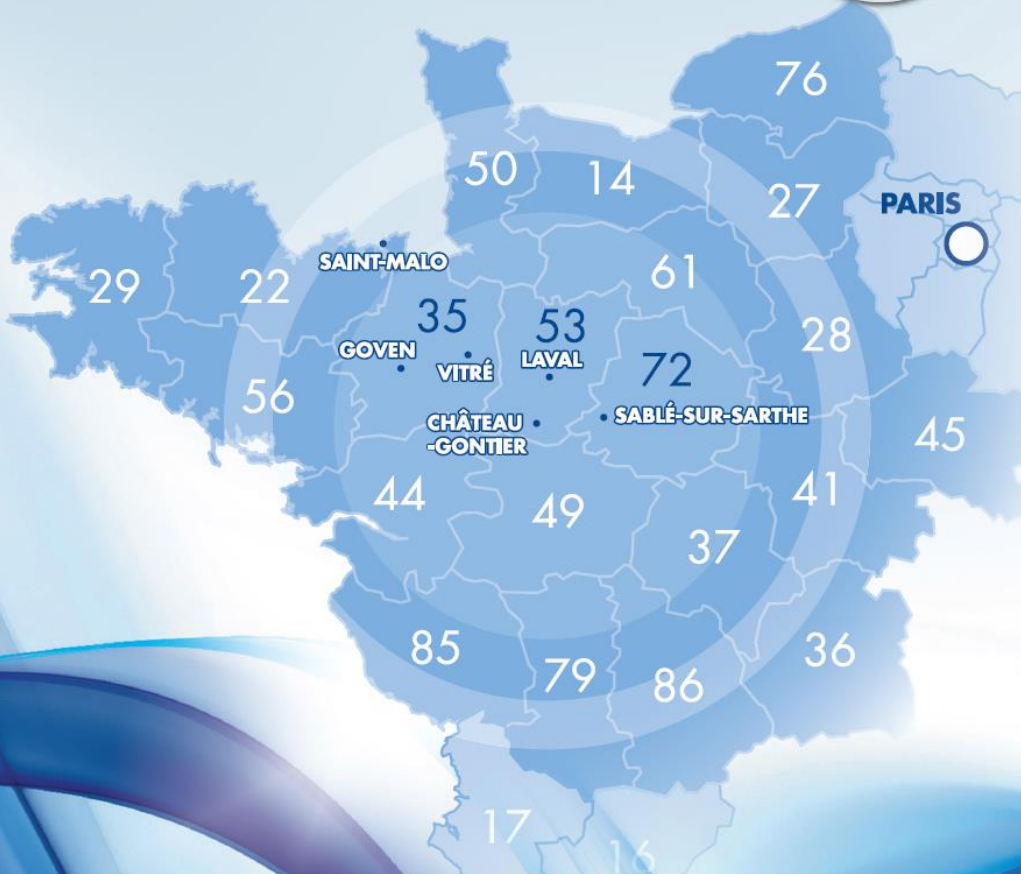 76
50
14
27
PARIS
SAINT-MALO
29
22
61
35
53
28
GOVEN
VITRÉ
LAVAL
72
56
CHÂTEAU
-GONTIER
SABLÉ-SUR-SARTHE
45
44
49
41
37
85
79
86
36
17
16